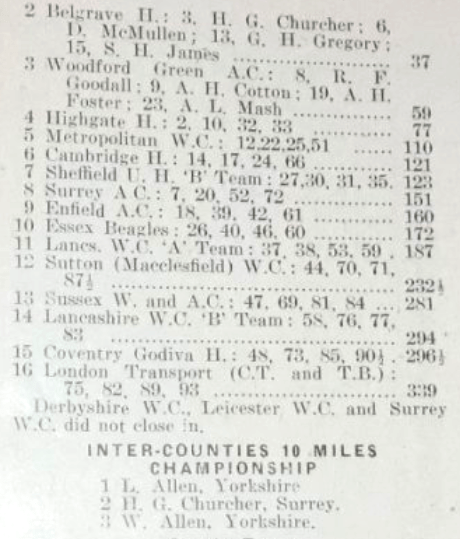 2 Belgrave H.: 3, H. G. Churcher; 6,
D. McMullen; 13, G. H. Gregory;
15, S. H. James ..................... 37
3 Woodford Green A.C.: 8, R. F.
Goodall; 9, A. H. Cotton; 19, A. H.
Foster; 23, A. L. Mash ............ 59
4 Highgate H.: 2, 10, 32, 33 ............ 77
5 Metropolitan W.C.: 12,22,25,51 ...... 110
6 Cambridge H.: 14, 17, 24, 66 ......... 121
7 Sheffield U. H. 'B' Team: 27,30, 31, 35. 123
8 Surrey A C.: 7, 20, 52, 72 ............ 151
9 Enfield A.C.: 18, 39, 42, 61 ......... 160
10 Essex Beagles: 26, 40, 46, 60 ......... 172
11 Lancs. W.C. 'A' Team: 37, 38, 53, 59 . 187
12 Sutton (Macclesfield) W.C.: 44, 70, 71,
87½ ................................. 232½
13 Sussex W. and A.C.: 47, 69, 81, 84 ... 281
14 Lancashire W.C. 'B' Team: 58, 76, 77,
83 ................................. 294
15 Coventry Godiva H.: 48, 73, 85, 90½ . 296½
16 London Transport (C.T. and T.B.):
75, 82, 89, 93 ..................... 339
Derbyshire W.C., Leicester W.C. and Surrey
W.C. did not close in.
INTER-COUNTIES 10 MILES
CHAMPIONSHIP
1 L. Allen, Yorkshire
2 H. G. Churcher, Surrey.
3 W. Allen, Yorkshire.